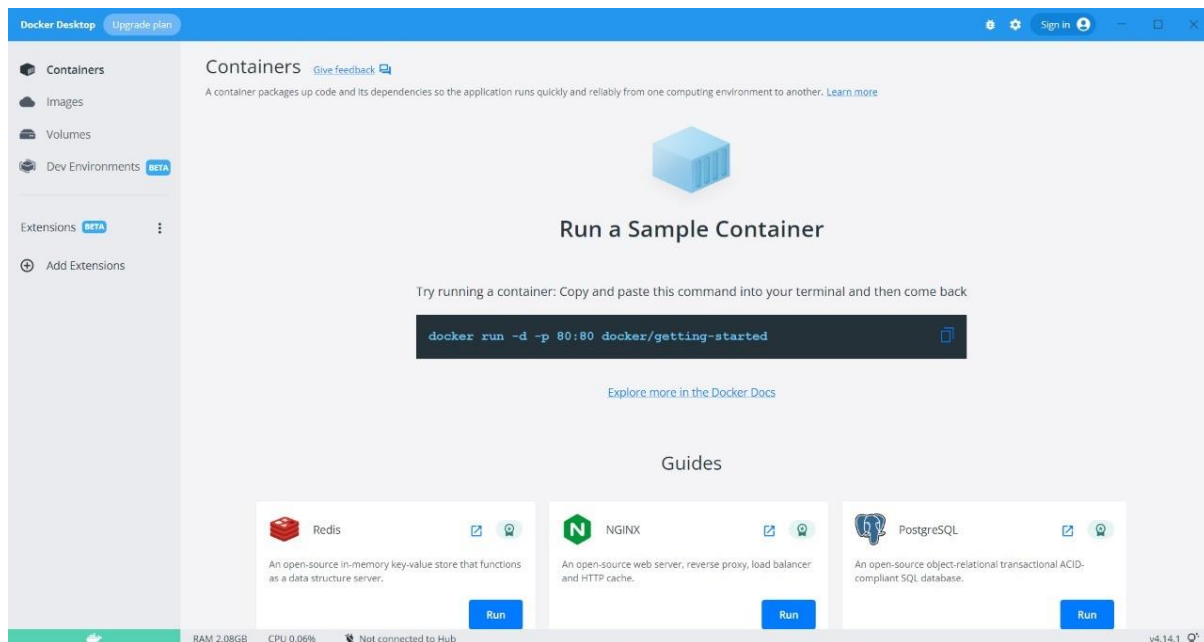 Docker Desktop Upgrade plan Sign in
Containers
Images
Volumes
Dev Environments BETA
Extensions BETA
Add Extensions
Containers Give feedback
A container packages up code and its dependencies so the application runs quickly and reliably from one computing environment to another. Learn more
Run a Sample Container
Try running a container: Copy and paste this command into your terminal and then come back
docker run -d -p 80:80 docker/getting-started
Explore more in the Docker Docs
Guides
Redis
An open-source in-memory key-value store that functions
as a data structure server.
Run
NGINX
An open-source web server, reverse proxy, load balancer
and HTTP cache.
Run
PostgreSQL
An open-source object-relational transactional ACID-
compliant SQL database.
Run
RAM 2.08GB CPU 0.06% Not connected to Hub v4.14.1